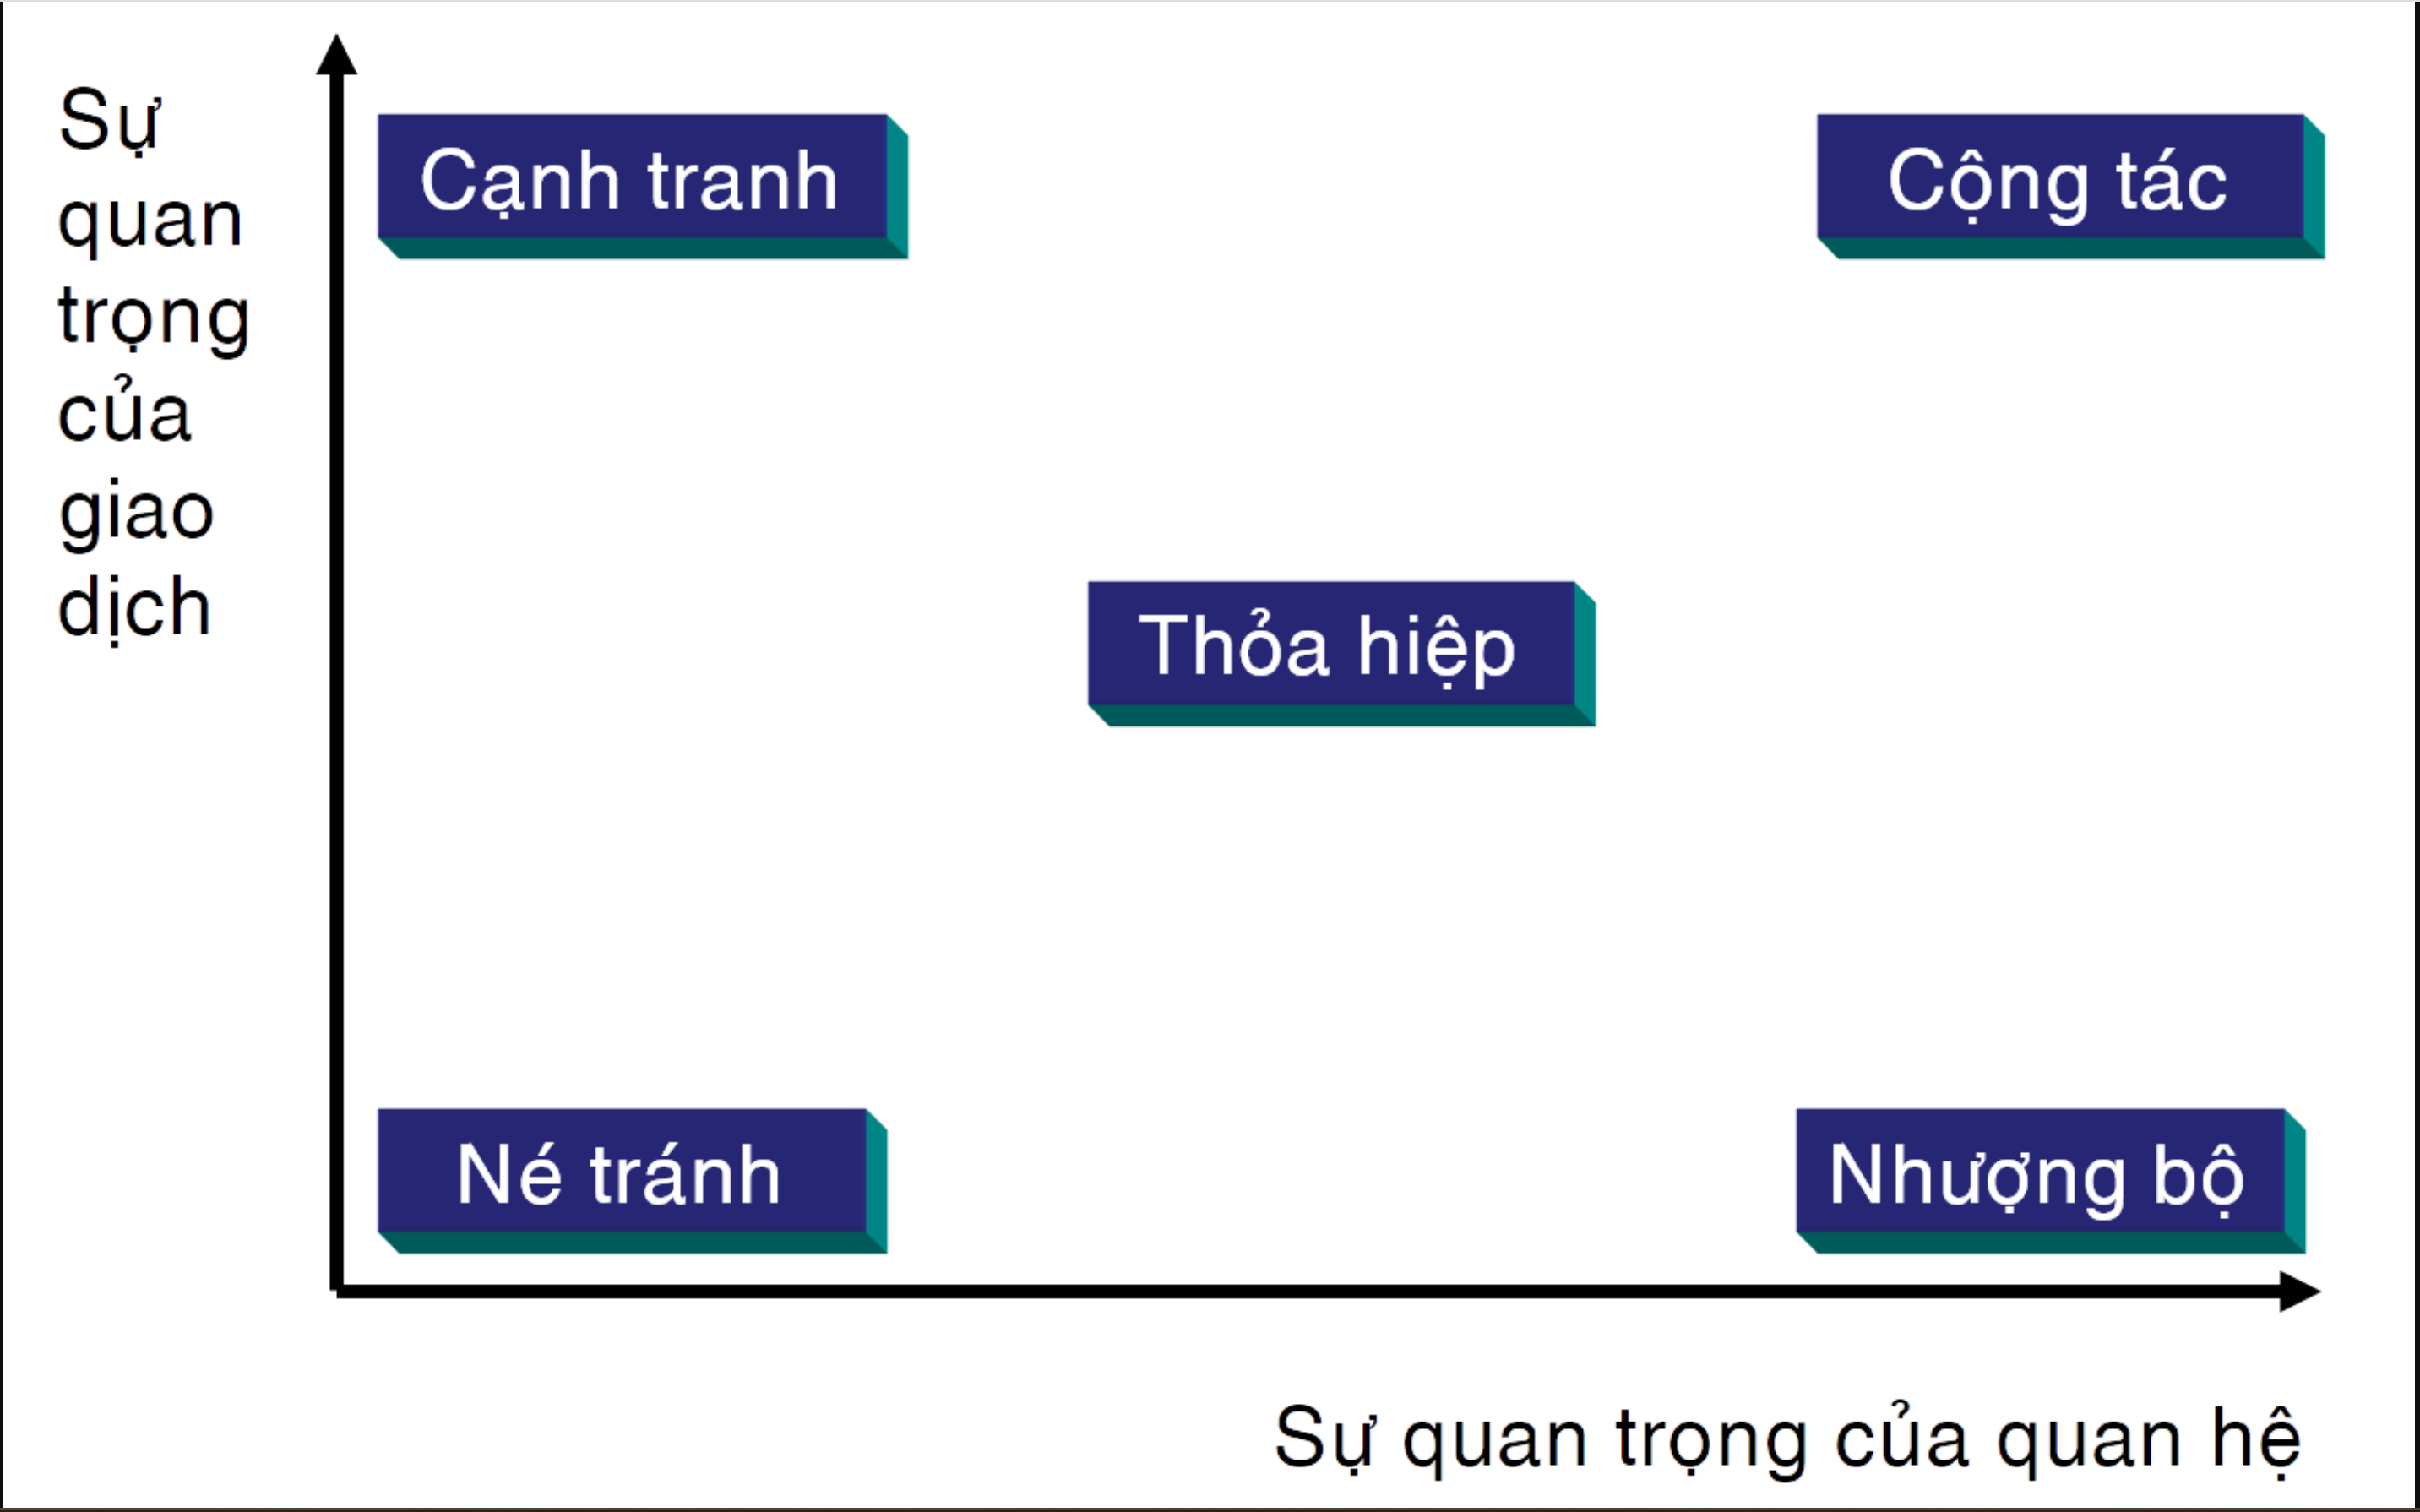 Sự
quan
trọng
của
giao
dịch
Cạnh tranh
Cộng tác
Thỏa hiệp
Né tránh
Nhượng bộ
Sự quan trọng của quan hệ